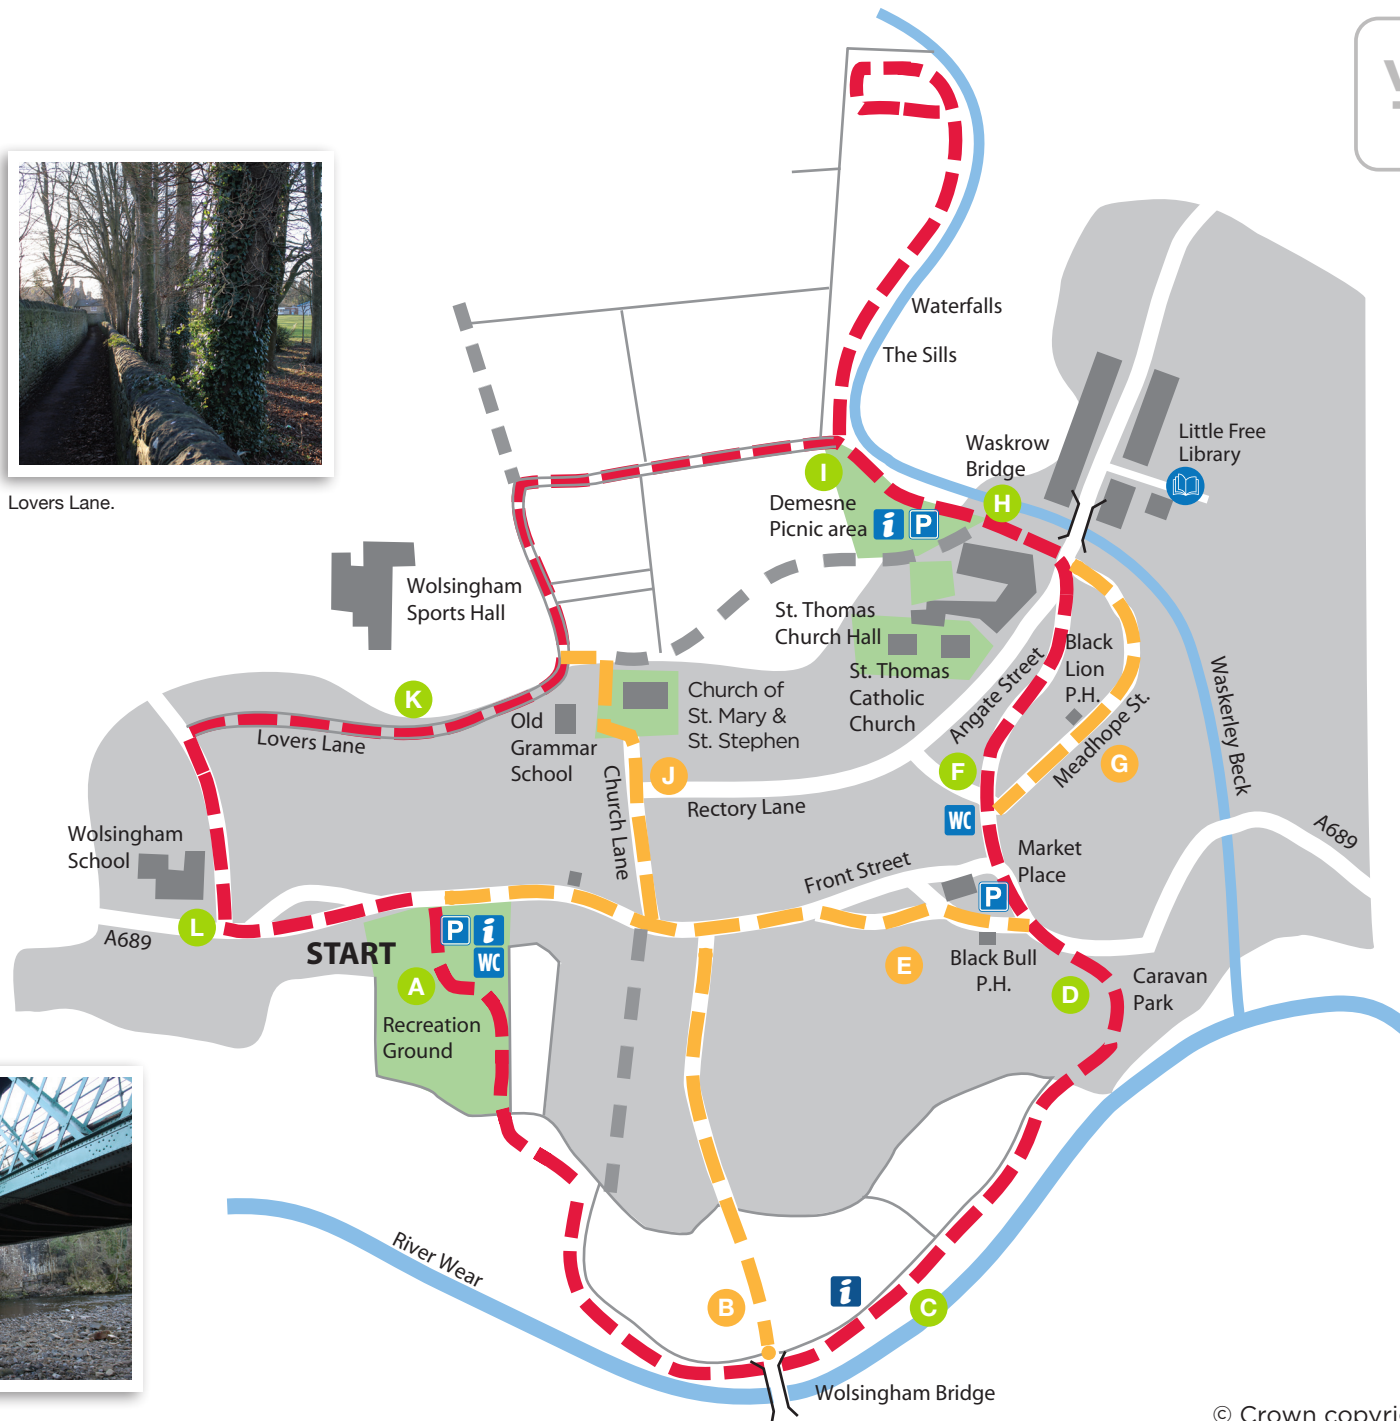 Waterfalls
The Sills
Waskrow
Bridge
Little Free
Library
H
I
Demesne
Picnic area
i
P
Lovers Lane.
Wolsingham
Sports Hall
St. Thomas
Church Hall
St. Thomas
Catholic
Church
Black
Lion
P.H.
Angate Street
Meadhope St.
Waskerley Beck
K
Lovers Lane
Old
Grammar
School
Church of
St. Mary &
St. Stephen
J
F
G
Church Lane
Rectory Lane
WC
Wolsingham
School
Market
Place
A689
Front Street
P
L
A689
START
P
i
WC
A
Recreation
Ground
E
Black Bull
P.H.
D
Caravan
Park
River Wear
B
i
C
Wolsingham Bridge